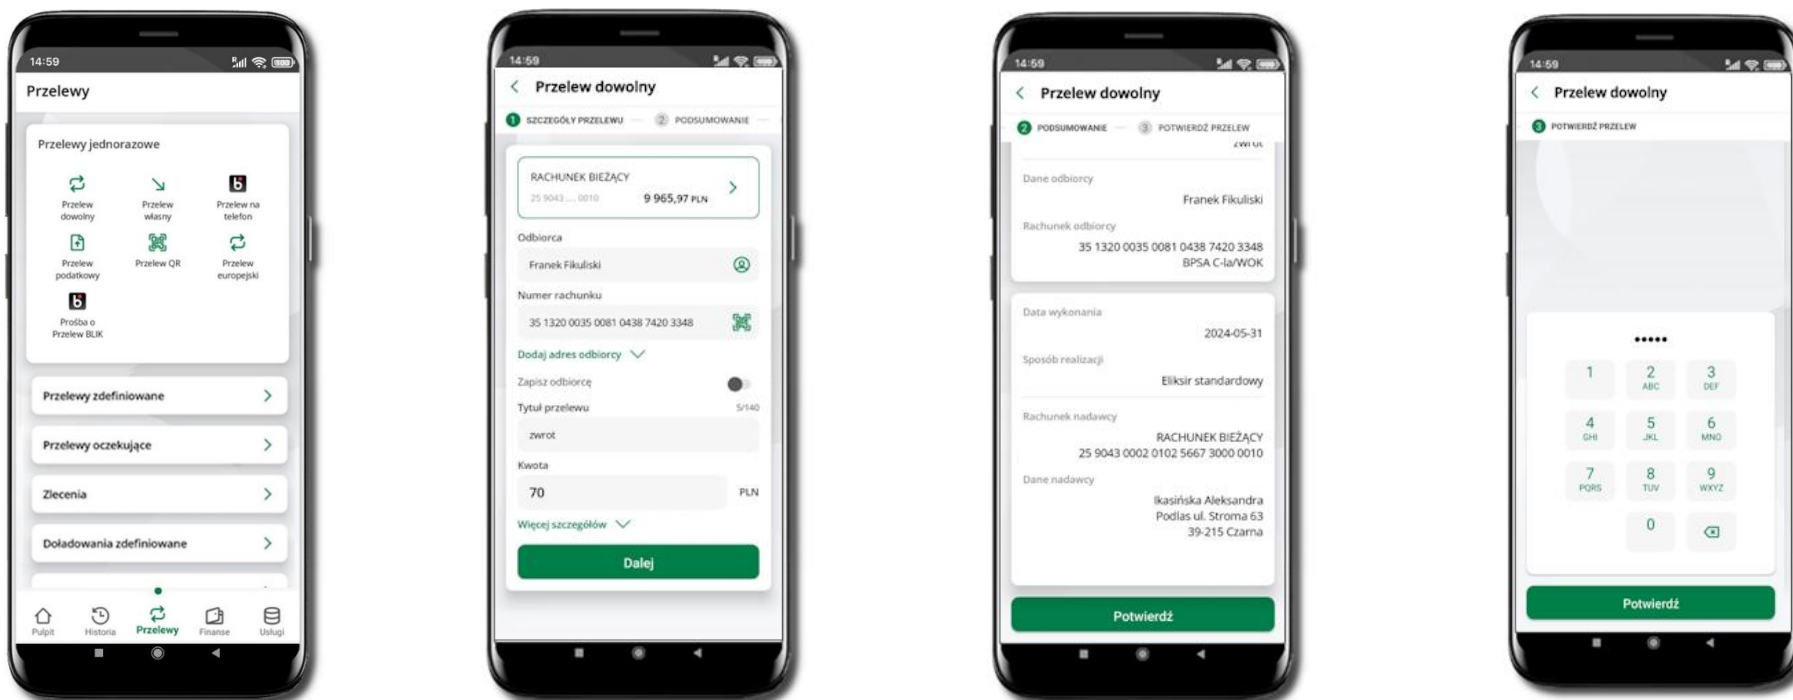 14:59
Przelewy
Przelewy jednorazowe
Przelew
dowolny
Przelew
własny
Przelew na
telefon
Przelew
podatkowy
Przelew QR
Przelew
europejski
Prośba o
Przelew BLIK
Przelewy zdefiniowane
Przelewy oczekujące
Zlecenia
Doładowania zdefiniowane
Pulpit
Historia
Przelewy
Finanse
Usługi
14:59
Przelew dowolny
1 SZCZEGÓŁY PRZELEWU
2 PODSUMOWANIE
RACHUNEK BIEŻĄCY
25 9043 .... 0010
9 965,97 PLN
Odbiorca
Franek Fikuliski
Numer rachunku
35 1320 0035 0081 0438 7420 3348
Dodaj adres odbiorcy
Zapisz odbiorcę
Tytuł przelewu
5/140
zwrot
Kwota
70
PLN
Więcej szczegółów
Dalej
14:59
Przelew dowolny
2 PODSUMOWANIE
3 POTWIERDŹ PRZELEW
zwrot
Dane odbiorcy
Franek Fikuliski
Rachunek odbiorcy
35 1320 0035 0081 0438 7420 3348
BPSA C-la/WOK
Data wykonania
2024-05-31
Sposób realizacji
Eliksir standardowy
Rachunek nadawcy
RACHUNEK BIEŻĄCY
25 9043 0002 0102 5667 3000 0010
Dane nadawcy
Ikasińska Aleksandra
Podlas ul. Stroma 63
39-215 Czarna
Potwierdź
14:59
Przelew dowolny
3 POTWIERDŹ PRZELEW
•••••
1
2
ABC
3
DEF
4
GHI
5
JKL
6
MNO
7
PQRS
8
TUV
9
WXYZ
0
Potwierdź